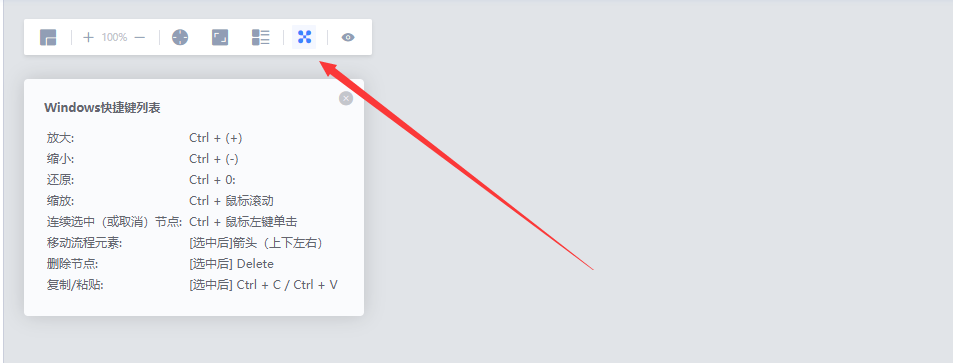 100%
Windows快捷键列表
放大: Ctrl + (+)
缩小: Ctrl + (-)
还原: Ctrl + 0:
缩放: Ctrl + 鼠标滚动
连续选中（或取消）节点: Ctrl + 鼠标左键单击
移动流程元素: [选中后]箭头（上下左右）
删除节点: [选中后] Delete
复制/粘贴: [选中后] Ctrl + C / Ctrl + V